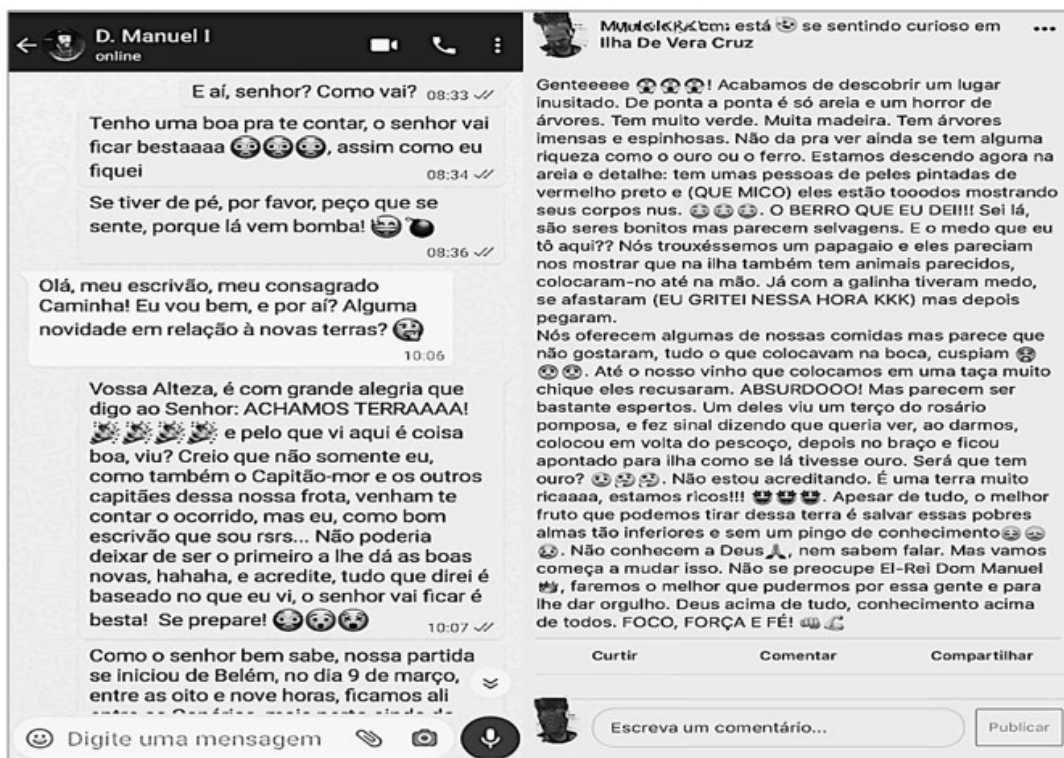 D. Manuel I
online
E aí, senhor? Como vai? 08:33
Tenho uma boa pra te contar, o senhor vai
ficar bestaaaa 😳😳😳, assim como eu
fiquei
08:34
Se tiver de pé, por favor, peço que se
sente, porque lá vem bomba! 😂💣
08:36
Olá, meu escrivão, meu consagrado
Caminha! Eu vou bem, e por aí? Alguma
novidade em relação à novas terras? 🤔
10:06
Vossa Alteza, é com grande alegria que
digo ao Senhor: ACHAMOS TERRAAAA!
🎉🎉🎉🎉 e pelo que vi aqui é coisa
boa, viu? Creio que não somente eu,
como também o Capitão-mor e os outros
capitães dessa nossa frota, venham te
contar o ocorrido, mas eu, como bom
escrivão que sou rsrs... Não poderia
deixar de ser o primeiro a lhe dá as boas
novas, hahaha, e acredite, tudo que direi é
baseado no que eu vi, o senhor vai ficar é
besta! Se prepare!
10:07
Como o senhor bem sabe, nossa partida
se iniciou de Belém, no dia 9 de março,
entre as oito e nove horas, ficamos ali
Digite uma mensagem
está se sentindo curioso em
Ilha De Vera Cruz
Genteeeee ! Acabamos de descobrir um lugar
inusitado. De ponta a ponta é só areia e um horror de
árvores. Tem muito verde. Muita madeira. Tem árvores
imensas e espinhosas. Não da pra ver ainda se tem alguma
riqueza como o ouro ou o ferro. Estamos descendo agora na
areia e detalhe: tem umas pessoas de peles pintadas de
vermelho preto e (QUE MICO) eles estão tooodos mostrando
seus corpos nus. . O BERRO QUE EU DEI!!! Sei lá,
são seres bonitos mas parecem selvagens. E o medo que eu
tô aqui?? Nós trouxéssemos um papagaio e eles pareciam
nos mostrar que na ilha também tem animais parecidos,
colocaram-no até na mão. Já com a galinha tiveram medo,
se afastaram (EU GRITEI NESSA HORA KKK) mas depois
pegaram.
Nós oferecem algumas de nossas comidas mas parece que
não gostaram, tudo o que colocavam na boca, cuspiam
. Até o nosso vinho que colocamos em uma taça muito
chique eles recusaram. ABSURDOOO! Mas parecem ser
bastante espertos. Um deles viu um terço do rosário
pomposa, e fez sinal dizendo que queria ver, ao darmos,
colocou em volta do pescoço, depois no braço e ficou
apontado para ilha como se lá tivesse ouro. Será que tem
ouro? . Não estou acreditando. É uma terra muito
ricaaaa, estamos ricos!!! . Apesar de tudo, o melhor
fruto que podemos tirar dessa terra é salvar essas pobres
almas tão inferiores e sem um pingo de conhecimento
. Não conhecem a Deus 🙏, nem sabem falar. Mas vamos
começa a mudar isso. Não se preocupe El-Rei Dom Manuel
, faremos o melhor que pudermos por essa gente e para
lhe dar orgulho. Deus acima de tudo, conhecimento acima
de todos. FOCO, FORÇA E FÉ!
Curtir Comentar Compartilhar
Escreva um comentário... Publicar